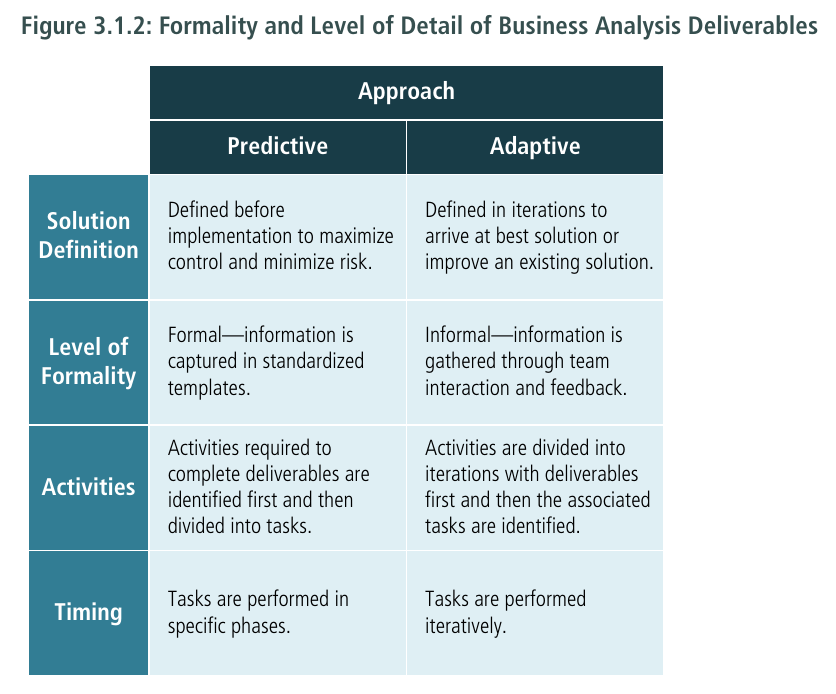 Figure 3.1.2: Formality and Level of Detail of Business Analysis Deliverables
Approach
Predictive
Adaptive
Solution
Definition
Defined before
implementation to maximize
control and minimize risk.
Defined in iterations to
arrive at best solution or
improve an existing solution.
Level of
Formality
Formal—information is
captured in standardized
templates.
Informal—information is
gathered through team
interaction and feedback.
Activities
Activities required to
complete deliverables are
identified first and then
divided into tasks.
Activities are divided into
iterations with deliverables
first and then the associated
tasks are identified.
Timing
Tasks are performed in
specific phases.
Tasks are performed
iteratively.